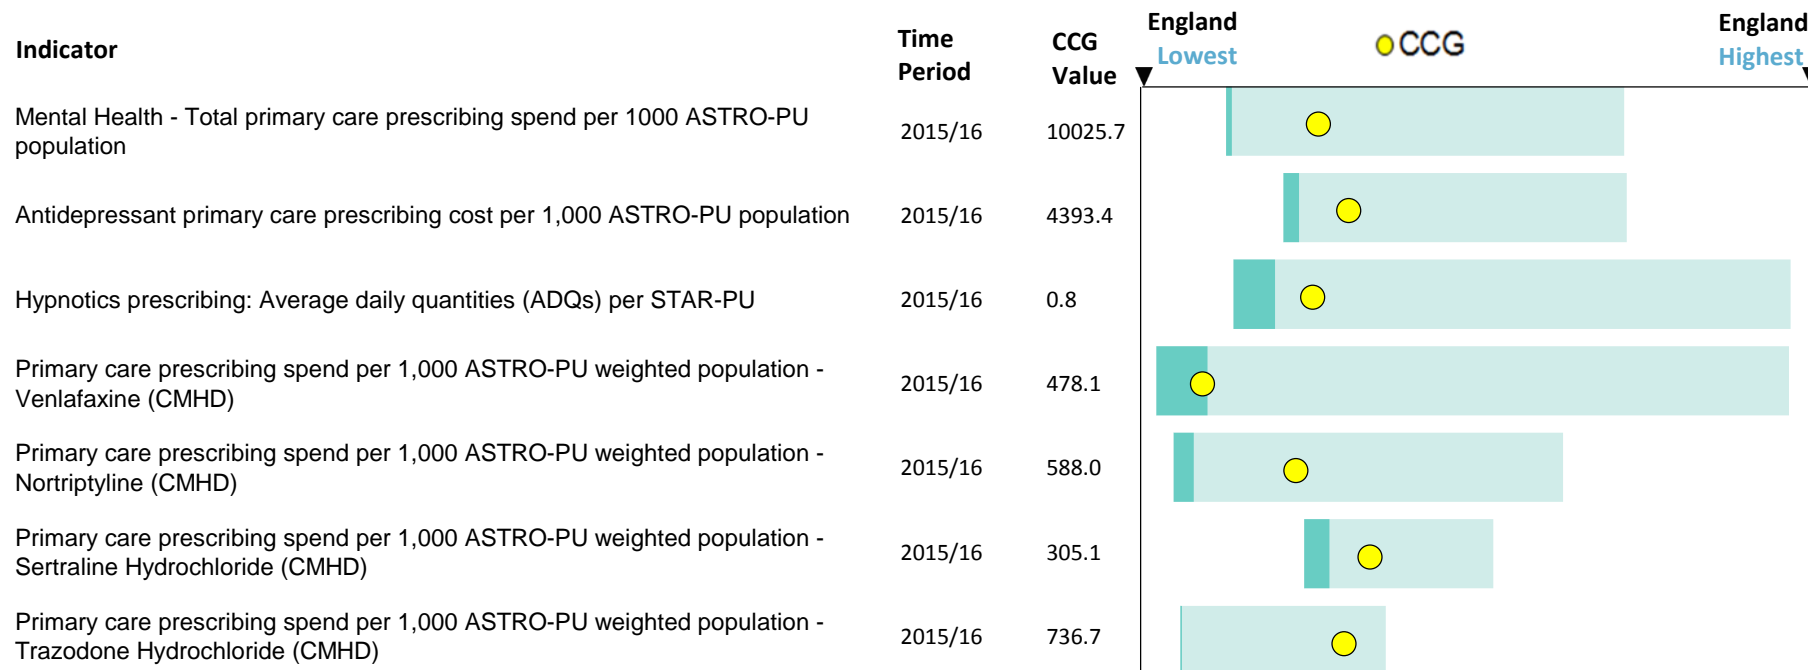 Indicator
Time
Period
CCG
Value
England
Lowest
CCG
England
Highest
Mental Health - Total primary care prescribing spend per 1000 ASTRO-PU
population
2015/16
10025.7
Antidepressant primary care prescribing cost per 1,000 ASTRO-PU population
2015/16
4393.4
Hypnotics prescribing: Average daily quantities (ADQs) per STAR-PU
2015/16
0.8
Primary care prescribing spend per 1,000 ASTRO-PU weighted population -
Venlafaxine (CMHD)
2015/16
478.1
Primary care prescribing spend per 1,000 ASTRO-PU weighted population -
Nortriptyline (CMHD)
2015/16
588.0
Primary care prescribing spend per 1,000 ASTRO-PU weighted population -
Sertraline Hydrochloride (CMHD)
2015/16
305.1
Primary care prescribing spend per 1,000 ASTRO-PU weighted population -
Trazodone Hydrochloride (CMHD)
2015/16
736.7